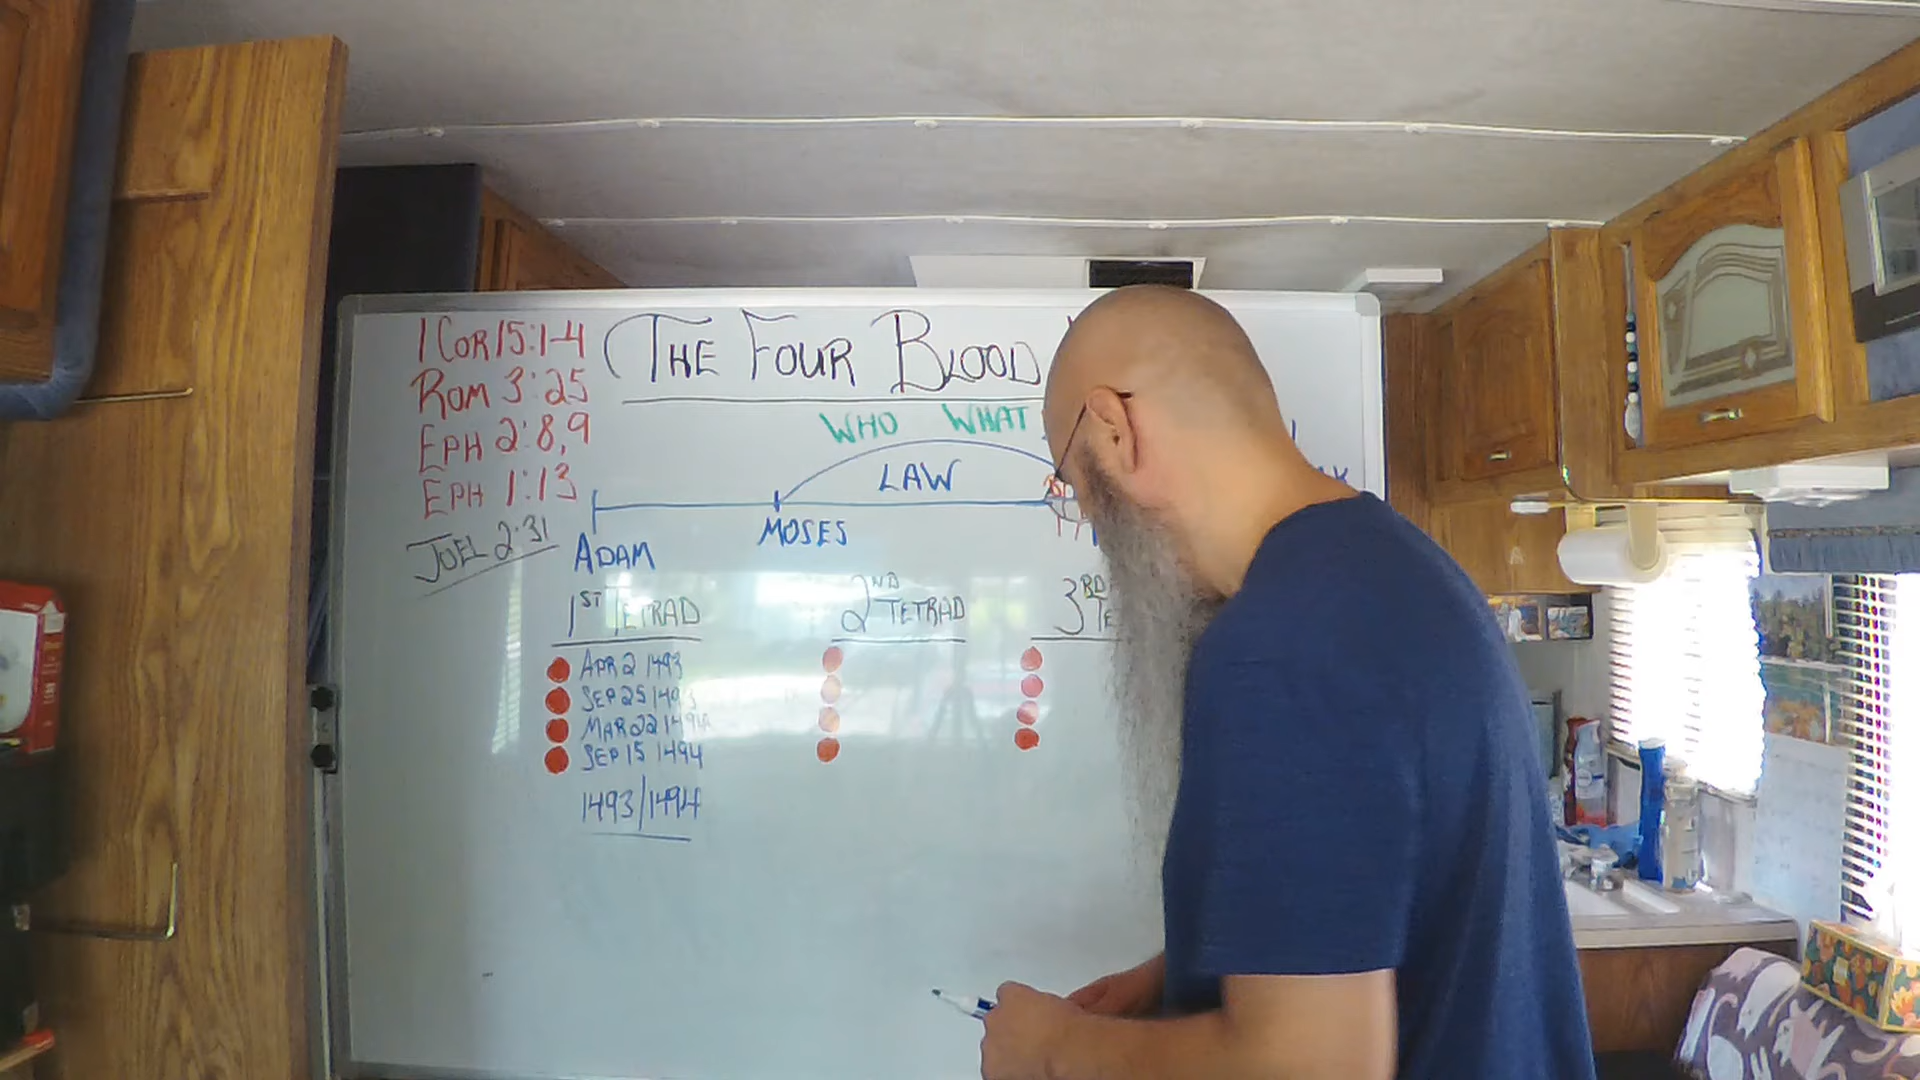 1 COR 15:1-4
ROM 3:25
EPH 2:8,9
EPH 1:13
JOEL 2:31
THE FOUR BLOOD
WHO WHAT
LAW
MOSES
ADAM
1ST TETRAD
APR 2 1493
SEP 25 1493
MAR 22 1494
SEP 15 1494
1493/1494
2ND TETRAD
3RD TE